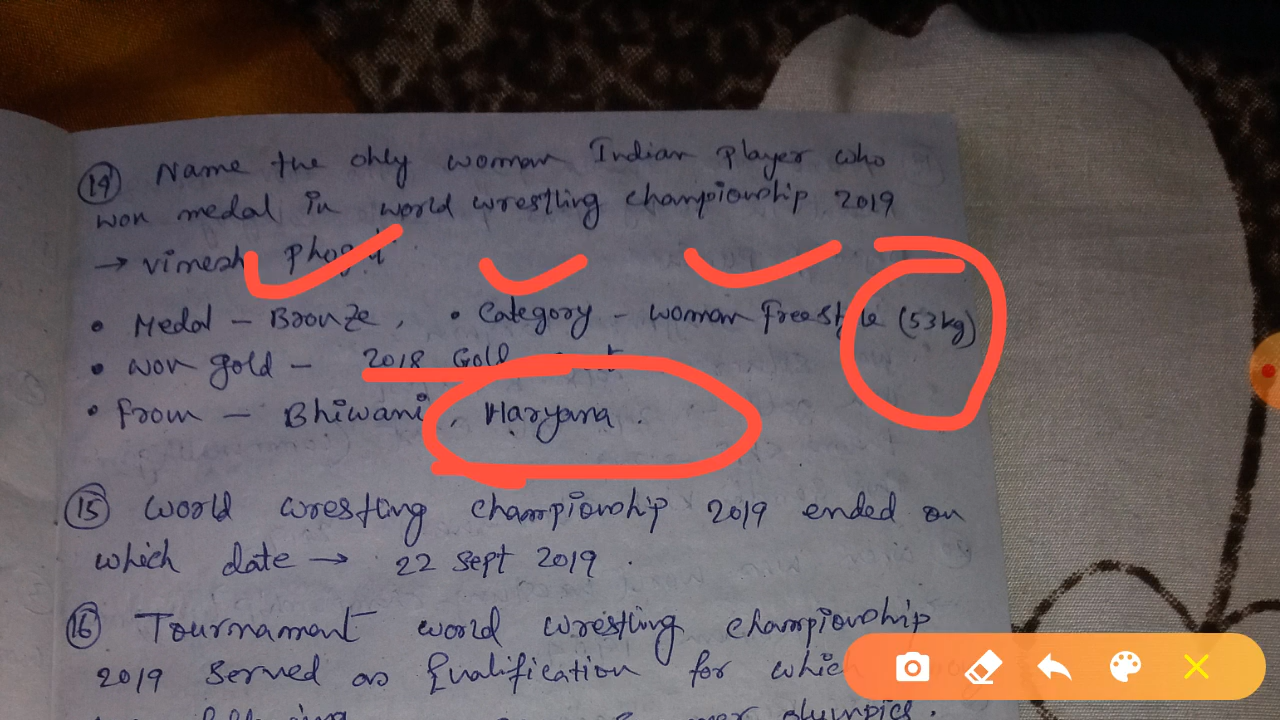 (14) Name the only woman Indian Player who
won medal in world wrestling championship 2019
→ vinesh Phogat
• Medal - Bronze, • Category - woman freestyle (53kg)
• won gold - 2018 Gold
• From - Bhiwani, Haryana.
(15) World wrestling championship 2019 ended on
which date → 22 Sept 2019.
(16) Tournament world wrestling championship
2019 Served as Qualification for which
olympics.